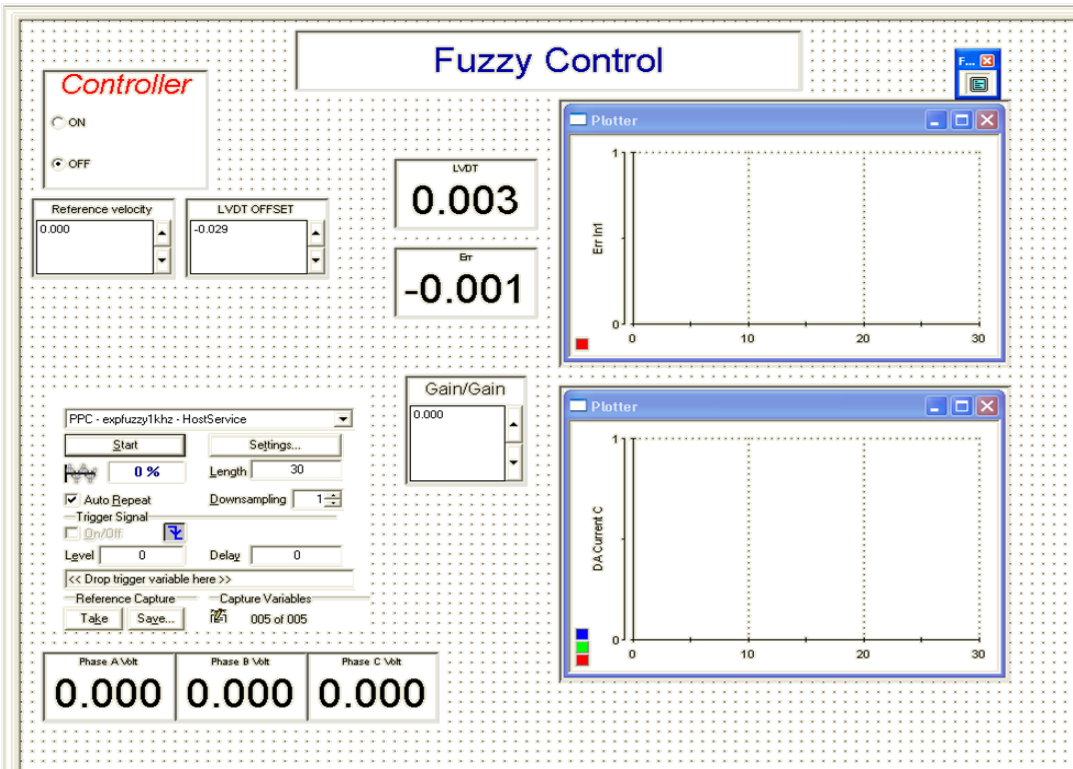 Fuzzy Control
F...
Controller
ON
OFF
Reference velocity
0.000
LVDT OFFSET
-0.029
LVDT
0.003
Err
-0.001
Plotter
1
Err In1
0
0 10 20 30
Gain/Gain
0.000
PPC - expfuzzy1khz - HostService
Start Settings...
0 % Length 30
Auto Repeat Downsampling 1
Trigger Signal
On/Off
Level 0 Delay 0
<< Drop trigger variable here >>
Reference Capture Capture Variables
Take Save... 005 of 005
Plotter
1
DA Current C
0
0 10 20 30
Phase A Volt Phase B Volt Phase C Volt
0.000 0.000 0.000